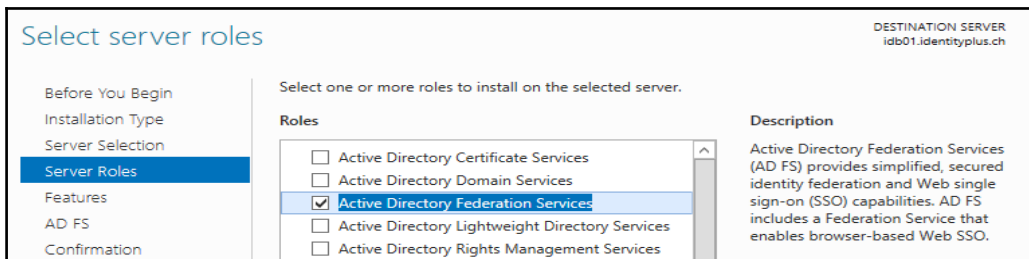 Select server roles
DESTINATION SERVER
idb01.identityplus.ch
Before You Begin
Installation Type
Server Selection
Server Roles
Features
AD FS
Confirmation
Select one or more roles to install on the selected server.
Roles
Active Directory Certificate Services
Active Directory Domain Services
Active Directory Federation Services
Active Directory Lightweight Directory Services
Active Directory Rights Management Services
Description
Active Directory Federation Services
(AD FS) provides simplified, secured
identity federation and Web single
sign-on (SSO) capabilities. AD FS
includes a Federation Service that
enables browser-based Web SSO.